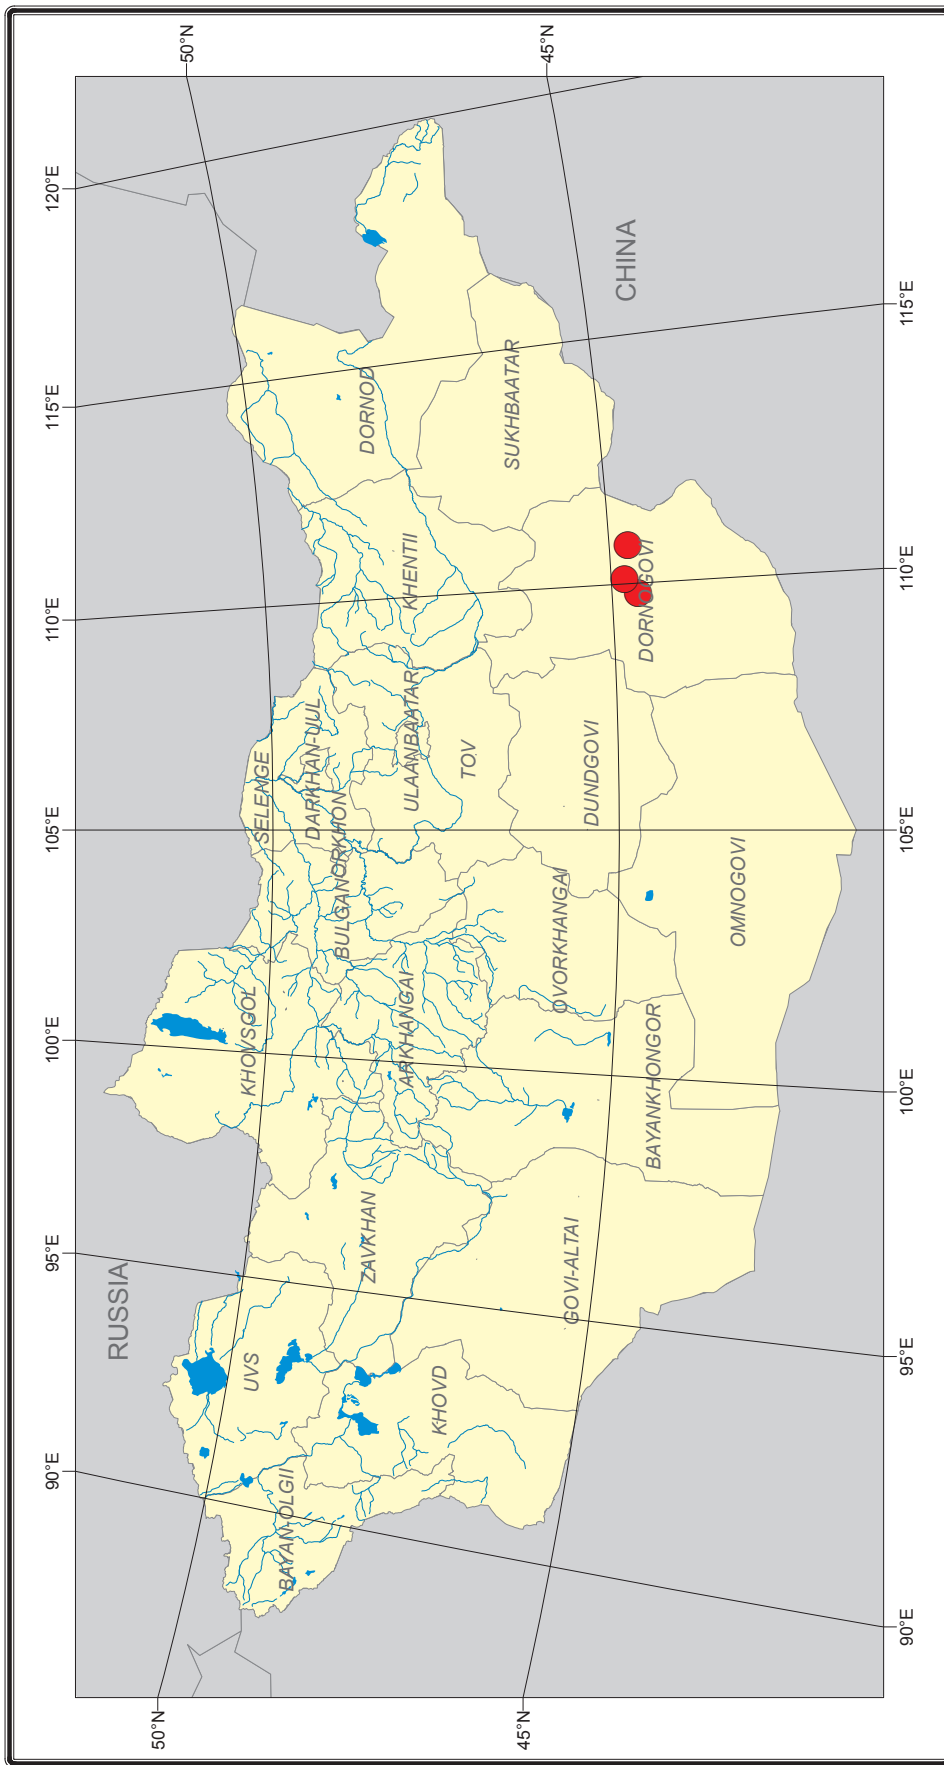 90°E
95°E
100°E
105°E
110°E
115°E
120°E
RUSSIA
50°N
50°N
KHOVSGOL
UVS
SELENGE
BAYAN-OLGII
DARKHAN-UUL
BULGAN
ORKHON
ZAVKHAN
DORNOD
ARKHANGAI
ULAANBAATAR
KHENTII
KHOVD
TOV
SUKHBAATAR
45°N
45°N
OVORKHANGAI
GOVI-ALTAI
DUNDGOVI
CHINA
BAYANKHONGOR
DORNOGOVI
OMNOGOVI
90°E
95°E
100°E
105°E
110°E
115°E